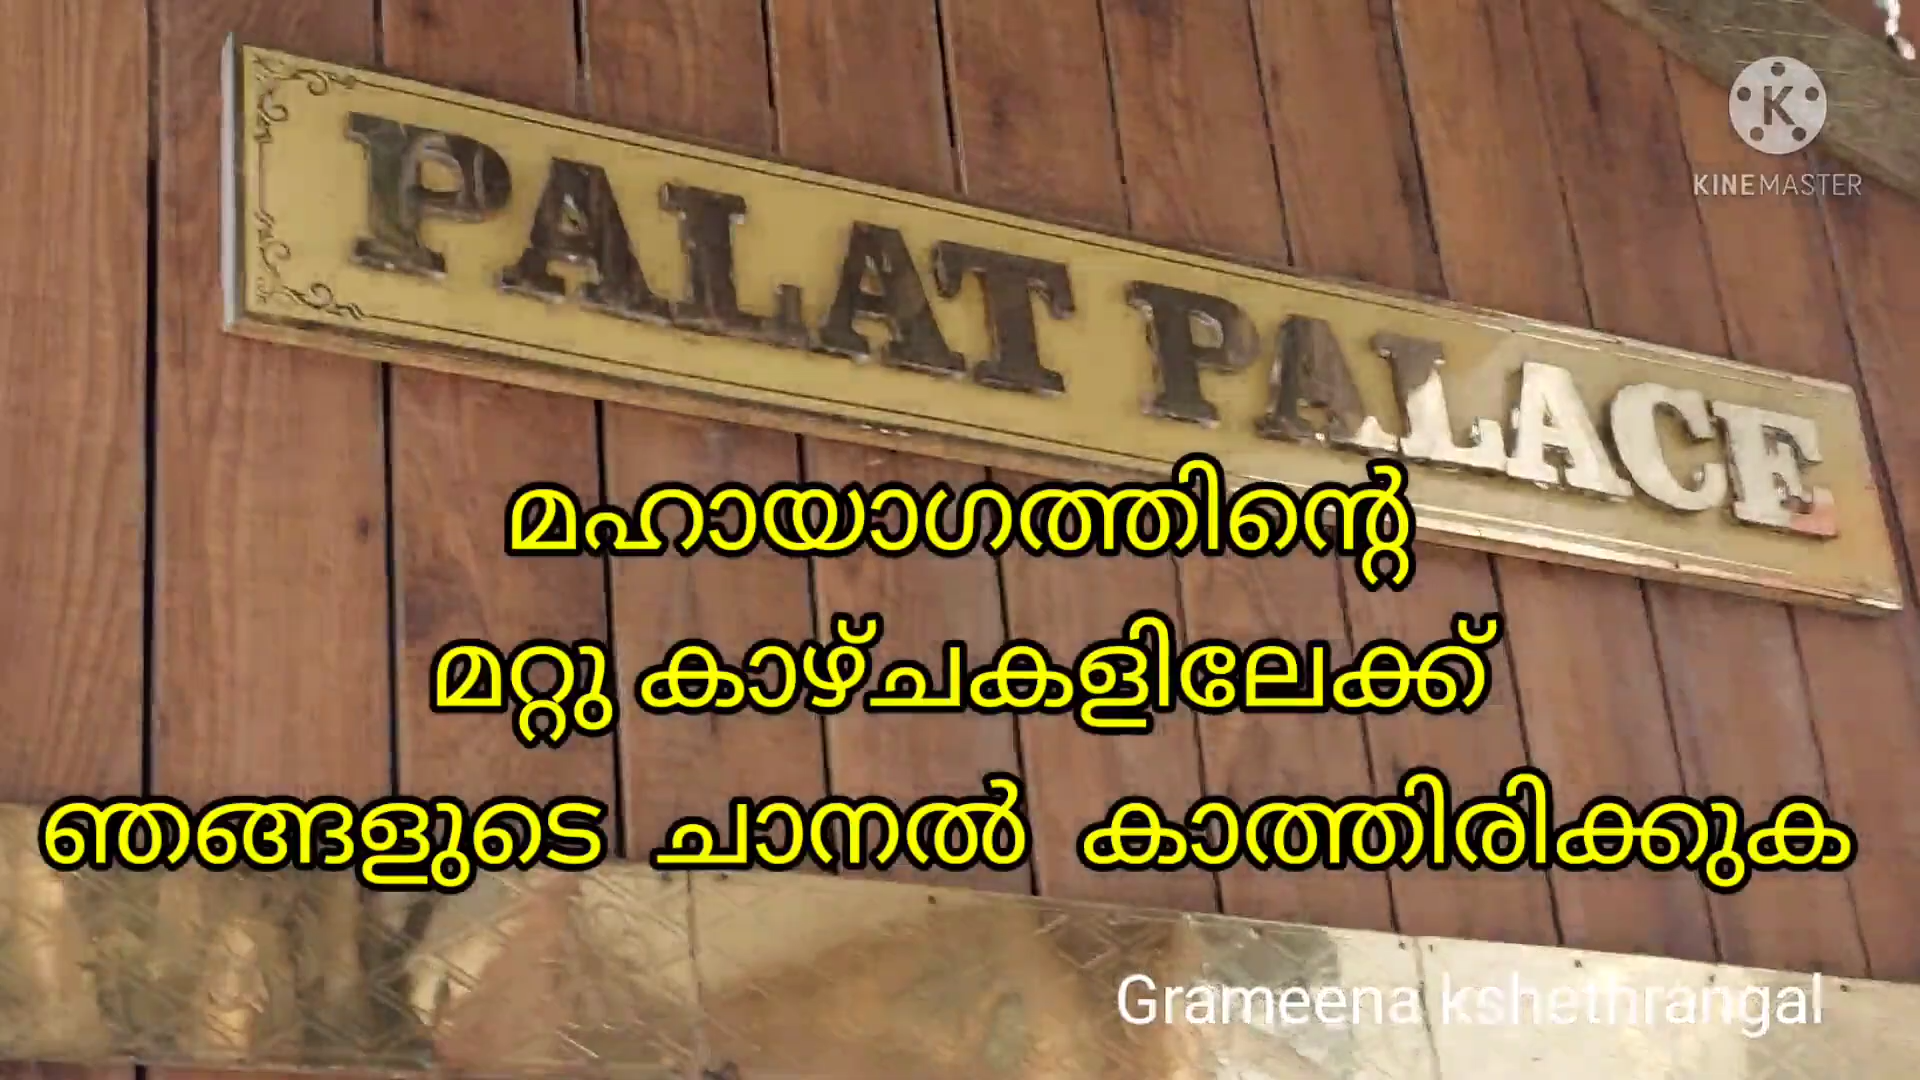 PALAT PALACE
KINEMASTER
മഹായാഗത്തിന്റെ
മറ്റു കാഴ്ചകളിലേക്ക്
ഞങ്ങളുടെ ചാനൽ കാത്തിരിക്കുക
Grameena kshethrangal